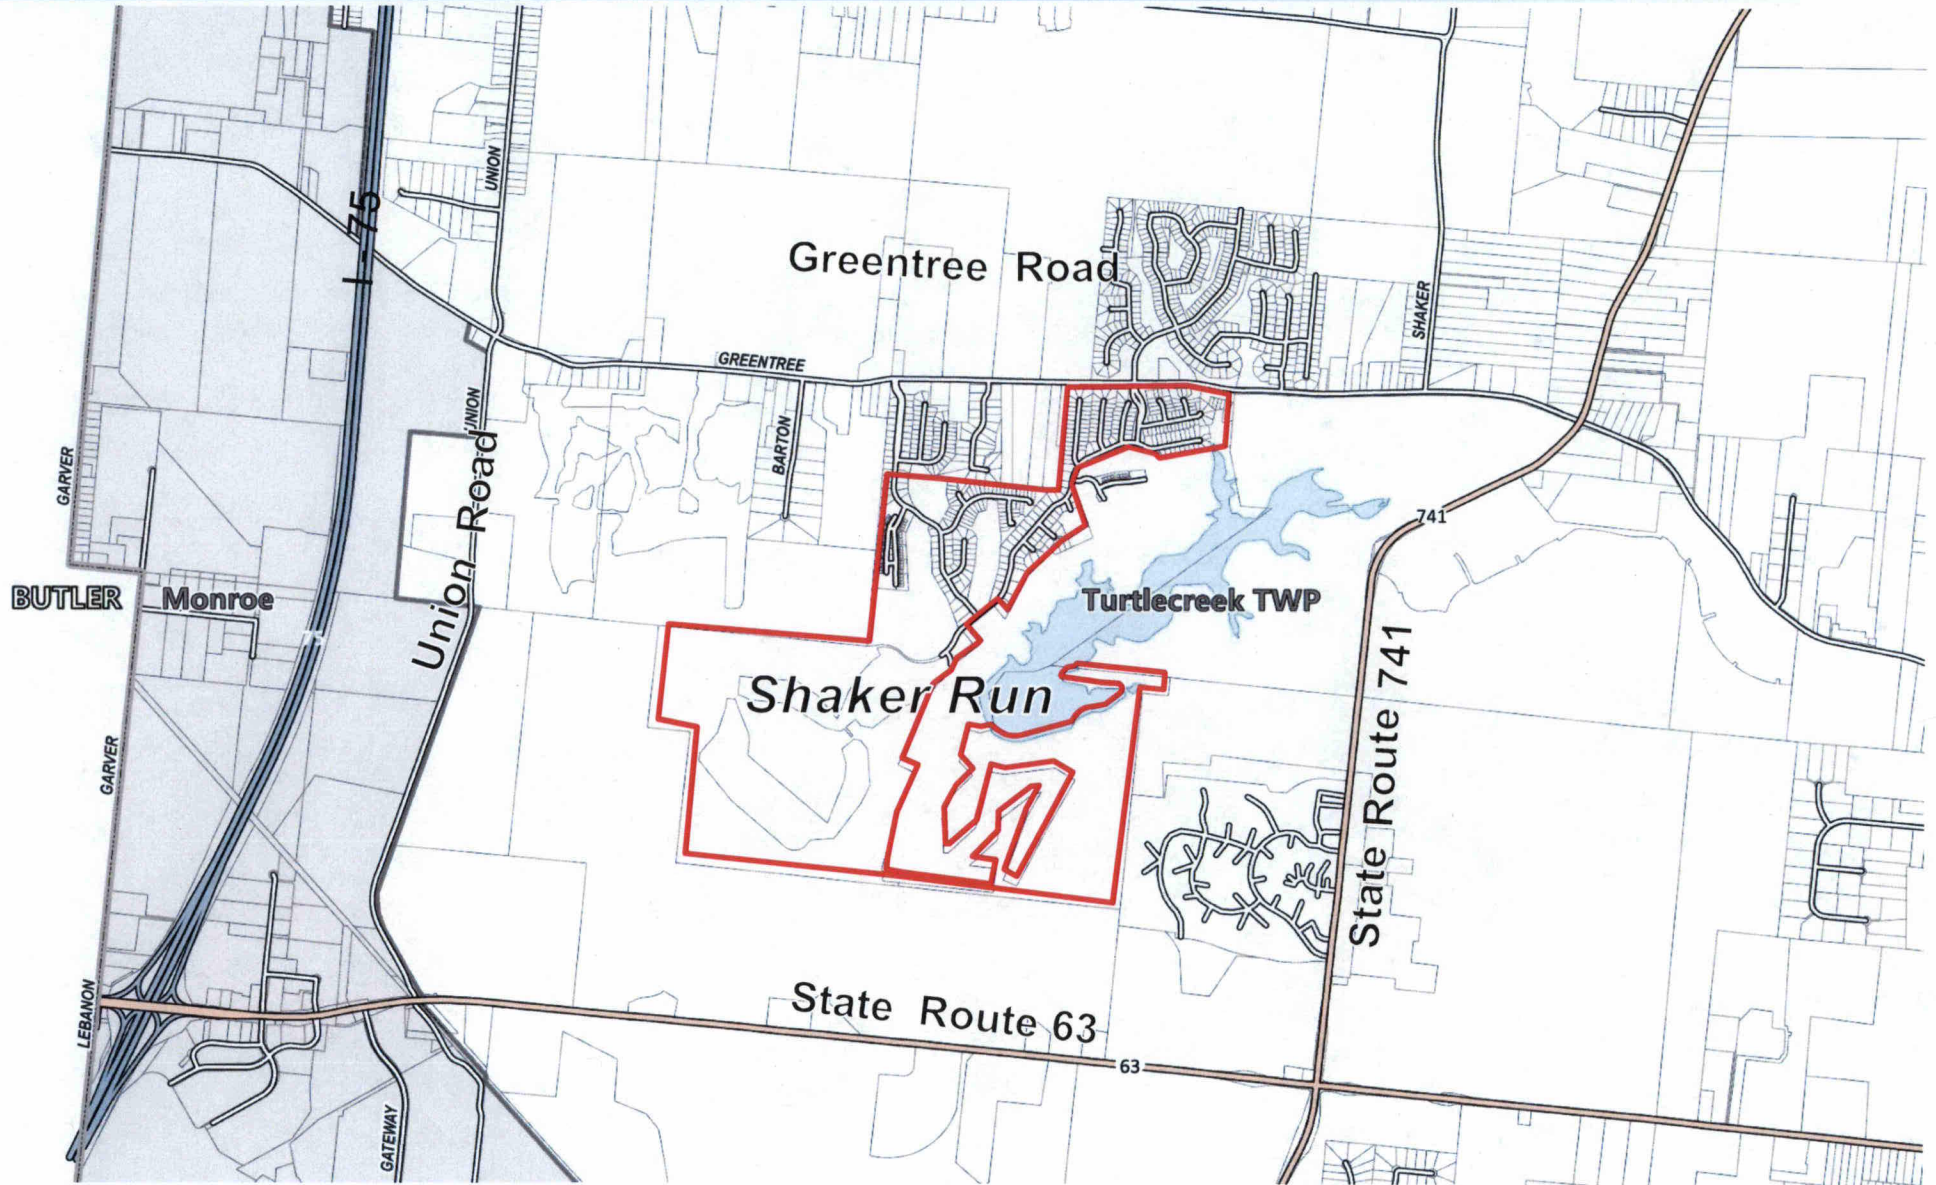 UNION
I-75
Greentree Road
SHAKER
GREENTREE
UNION
BARTON
GARVER
Union Road
741
BUTLER
Monroe
Turtlecreek TWP
75
Shaker Run
State Route 741
GARVER
State Route 63
LEBANON
63
GATEWAY